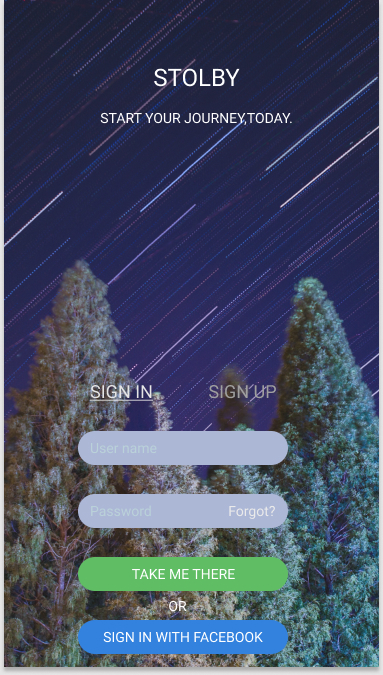 STOLBY
START YOUR JOURNEY,TODAY.
SIGN IN SIGN UP
User name
Password Forgot?
TAKE ME THERE
OR
SIGN IN WITH FACEBOOK